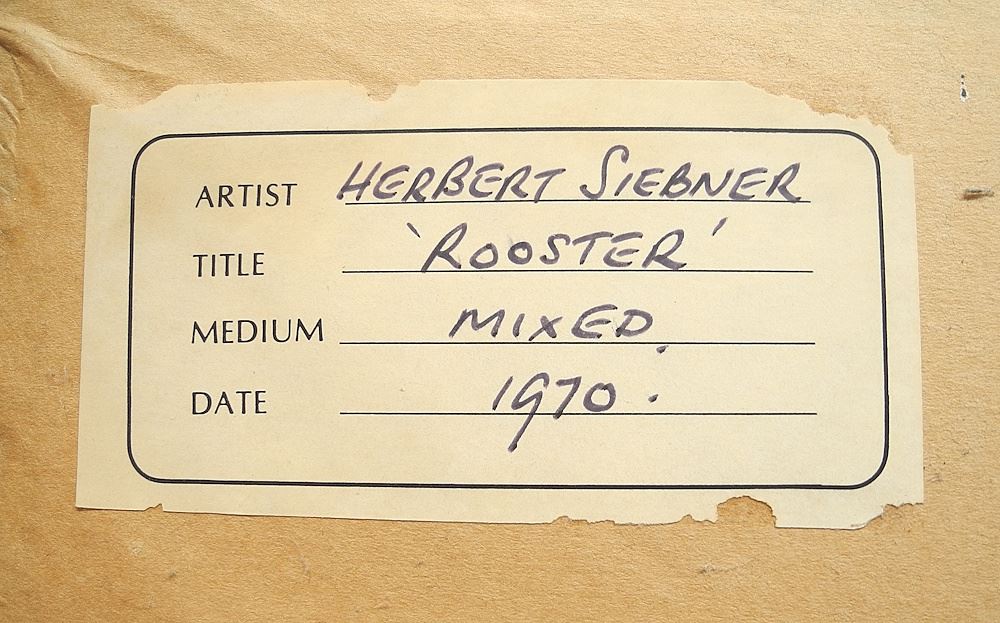 ARTIST HERBERT SIEBNER
TITLE 'ROOSTER'
MEDIUM MIXED.
DATE 1970.